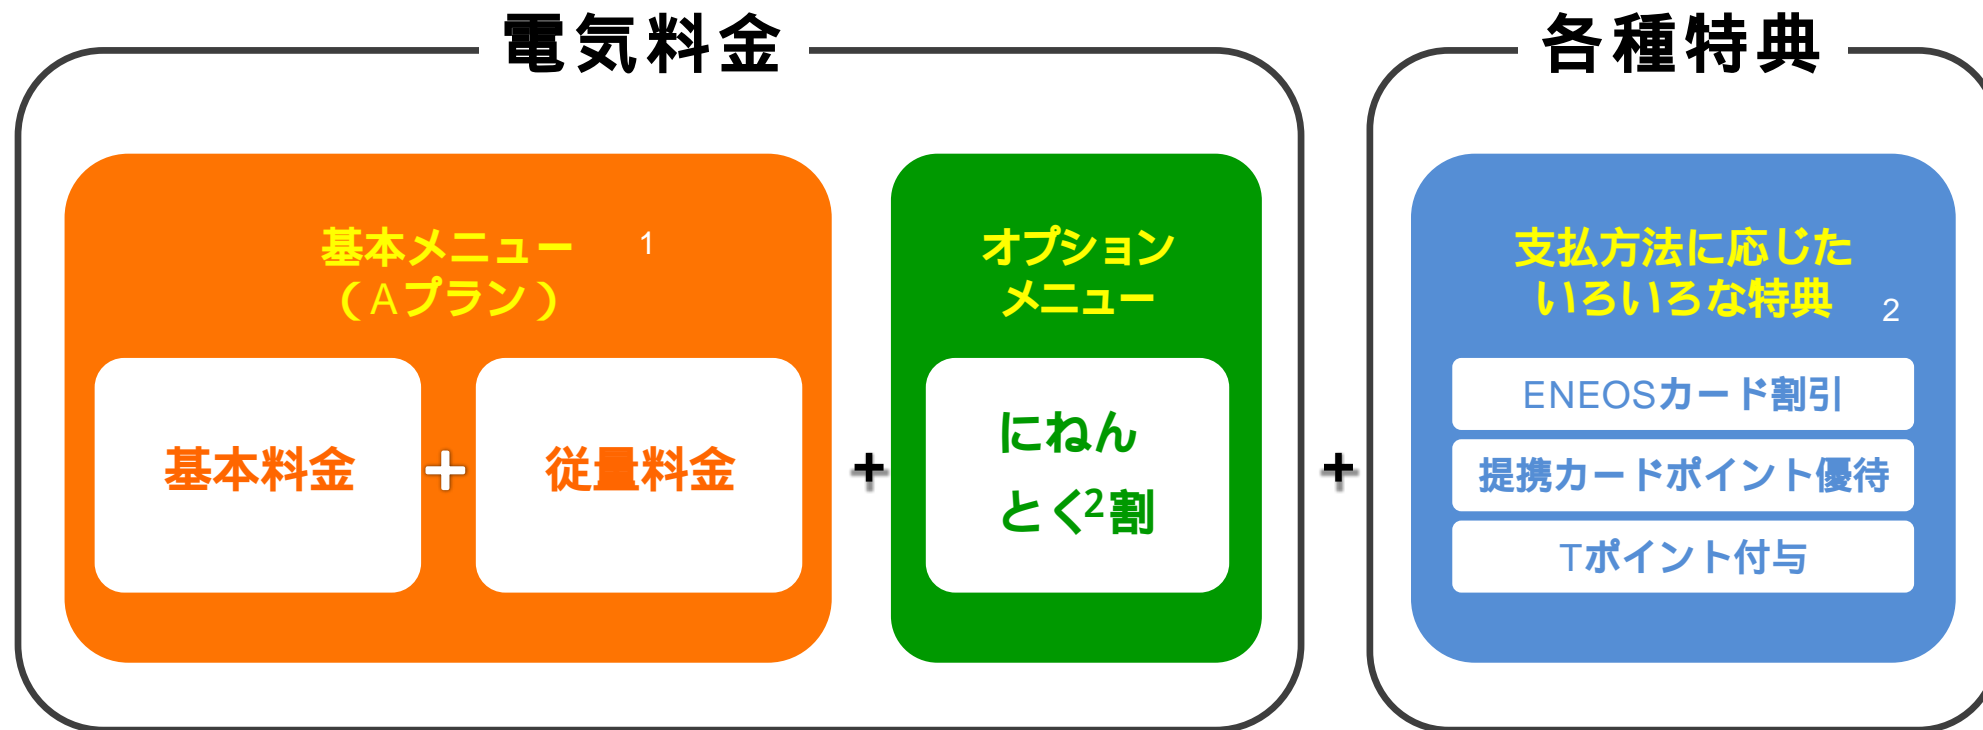 電気料金
基本メニュー 1
（Aプラン）
基本料金
+
従量料金
+
オプション
メニュー
にねん
とく2割
+
各種特典
支払方法に応じた
いろいろな特典 2
ENEOSカード割引
提携カードポイント優待
Tポイント付与